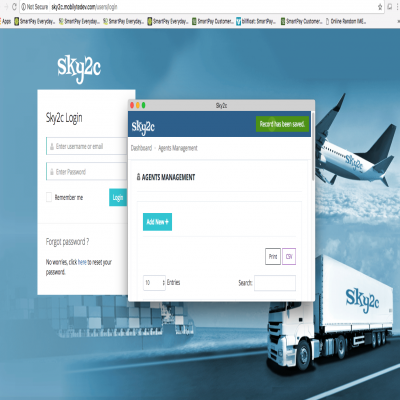 Not Secure | sky2c.mobilytedev.com/users/login
Apps SmartPay Everyday... SmartPay Everyday... SmartPay Everyday... SmartPay Everyday... SmartPay Customer... billfloat: SmartPay... SmartPay Customer... Online Random IME...
sky2c
Sky2c Login
Enter username or email
Enter Password
Remember me
Login
Forgot password ?
No worries, click here to reset your
password.
Sky2c
sky2c
Record has been saved.
Dashboard - Agents Management
AGENTS MANAGEMENT
Add New +
Print
CSV
10
Entries
Search:
sky2c
sky2c